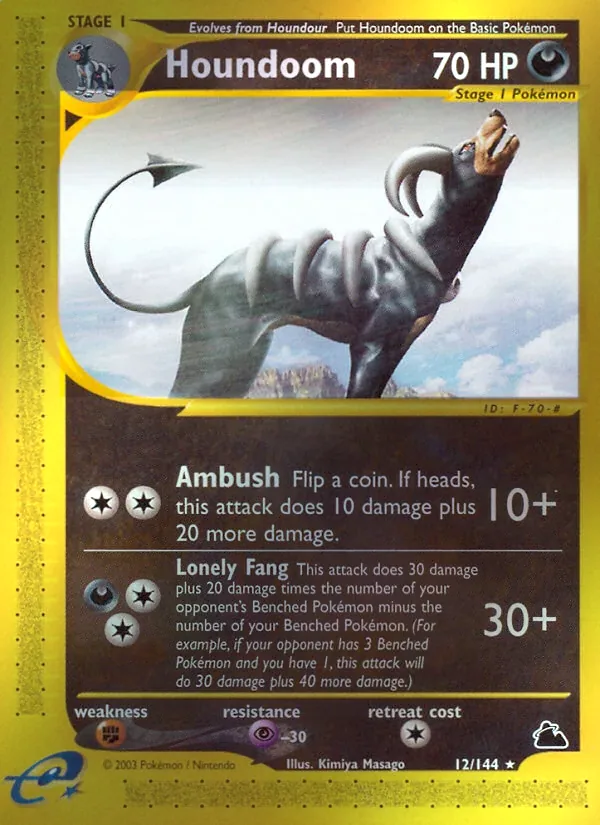 STAGE 1
Evolves from Houndour Put Houndoom on the Basic Pokémon
Houndoom 70 HP
Stage 1 Pokémon
ID: F-70-#
Ambush Flip a coin. If heads,
this attack does 10 damage plus
20 more damage.
10+
Lonely Fang This attack does 30 damage
plus 20 damage times the number of your
opponent's Benched Pokémon minus the
number of your Benched Pokémon. (For
example, if your opponent has 3 Benched
Pokémon and you have 1, this attack will
do 30 damage plus 40 more damage.)
30+
weakness resistance retreat cost
-30
© 2003 Pokémon / Nintendo Illus. Kimiya Masago 12/144 ★
e